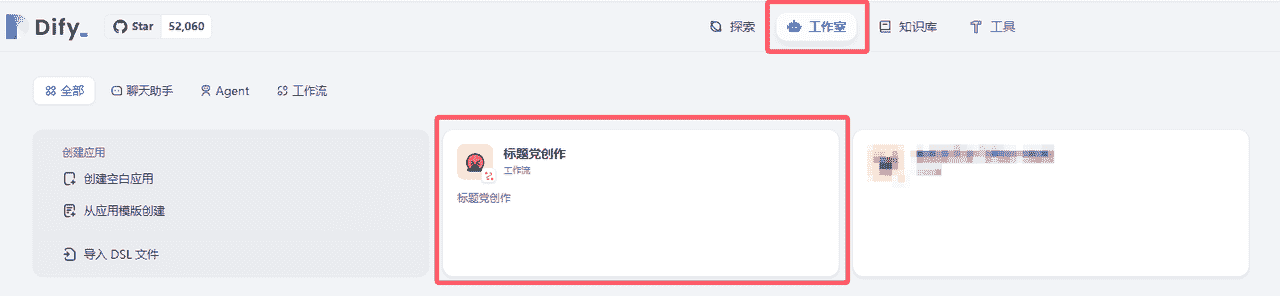 Dify_ Star 52,060 探索 工作室 知识库 工具
全部 聊天助手 Agent 工作流
创建应用
创建空白应用
从应用模版创建
导入 DSL 文件
标题党创作
工作流
标题党创作